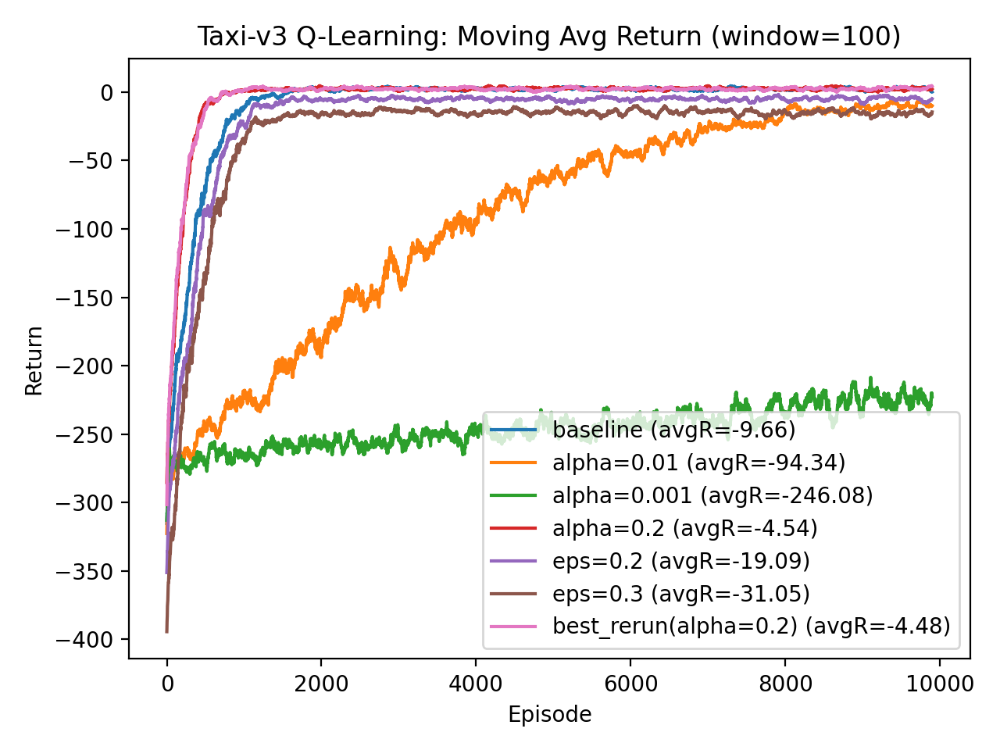 Taxi-v3 Q-Learning: Moving Avg Return (window=100)
Return
0
−50
−100
−150
−200
−250
−300
−350
−400
baseline (avgR=-9.66)
alpha=0.01 (avgR=-94.34)
alpha=0.001 (avgR=-246.08)
alpha=0.2 (avgR=-4.54)
eps=0.2 (avgR=-19.09)
eps=0.3 (avgR=-31.05)
best_rerun(alpha=0.2) (avgR=-4.48)
0 2000 4000 6000 8000 10000
Episode